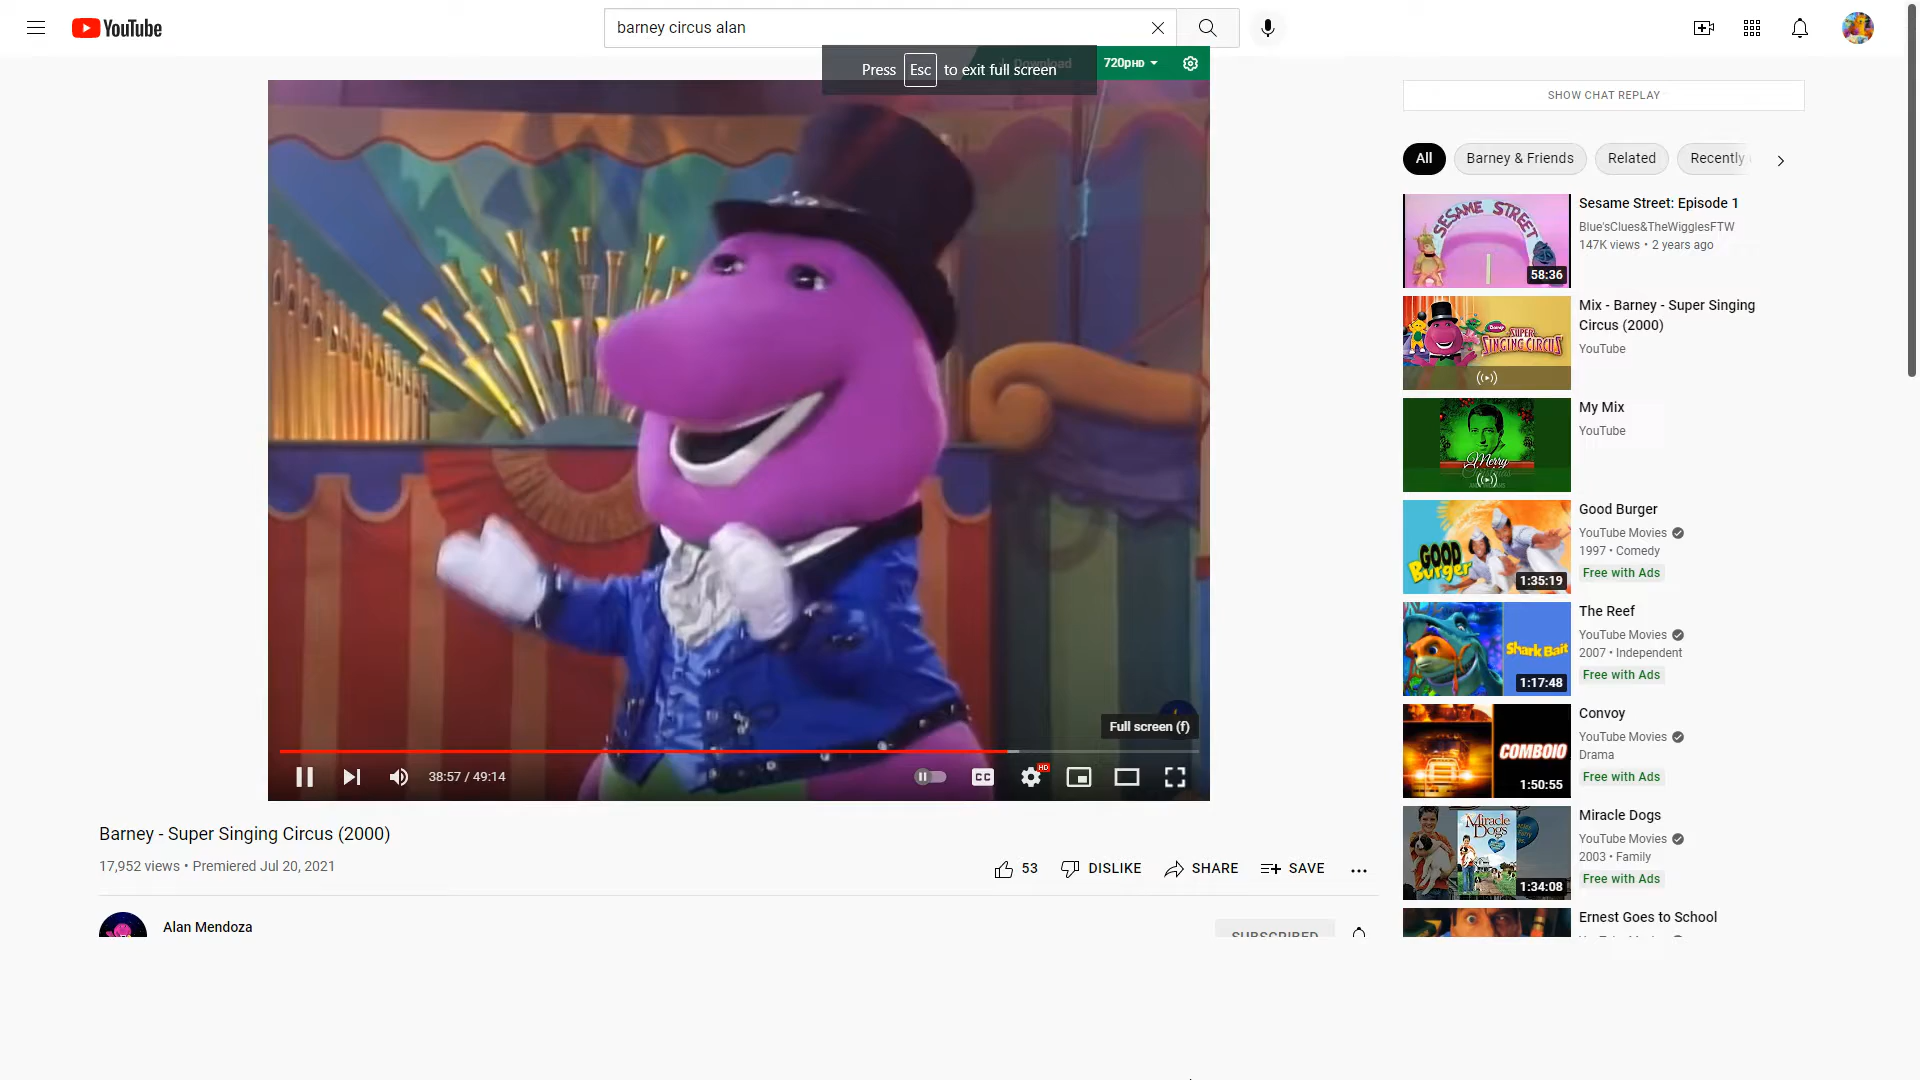 YouTube
barney circus alan
Press Esc to exit full screen
Download
720pHD
SHOW CHAT REPLAY
All
Barney & Friends
Related
Recently
SESAME STREET
58:36
Sesame Street: Episode 1
Blue'sClues&TheWigglesFTW
147K views • 2 years ago
Barney
SUPER
SINGING CIRCUS
Mix - Barney - Super Singing
Circus (2000)
YouTube
Merry
My Mix
YouTube
GOOD
Burger
1:35:19
Good Burger
YouTube Movies
1997 • Comedy
Free with Ads
Shark Bait
1:17:48
The Reef
YouTube Movies
2007 • Independent
Free with Ads
COMBOIO
1:50:55
Convoy
YouTube Movies
Drama
Free with Ads
Miracle
Dogs
1:34:08
Miracle Dogs
YouTube Movies
2003 • Family
Free with Ads
Ernest Goes to School
Full screen (f)
38:57 / 49:14
CC
HD
Barney - Super Singing Circus (2000)
17,952 views • Premiered Jul 20, 2021
53
DISLIKE
SHARE
SAVE
Alan Mendoza
SUBSCRIBED